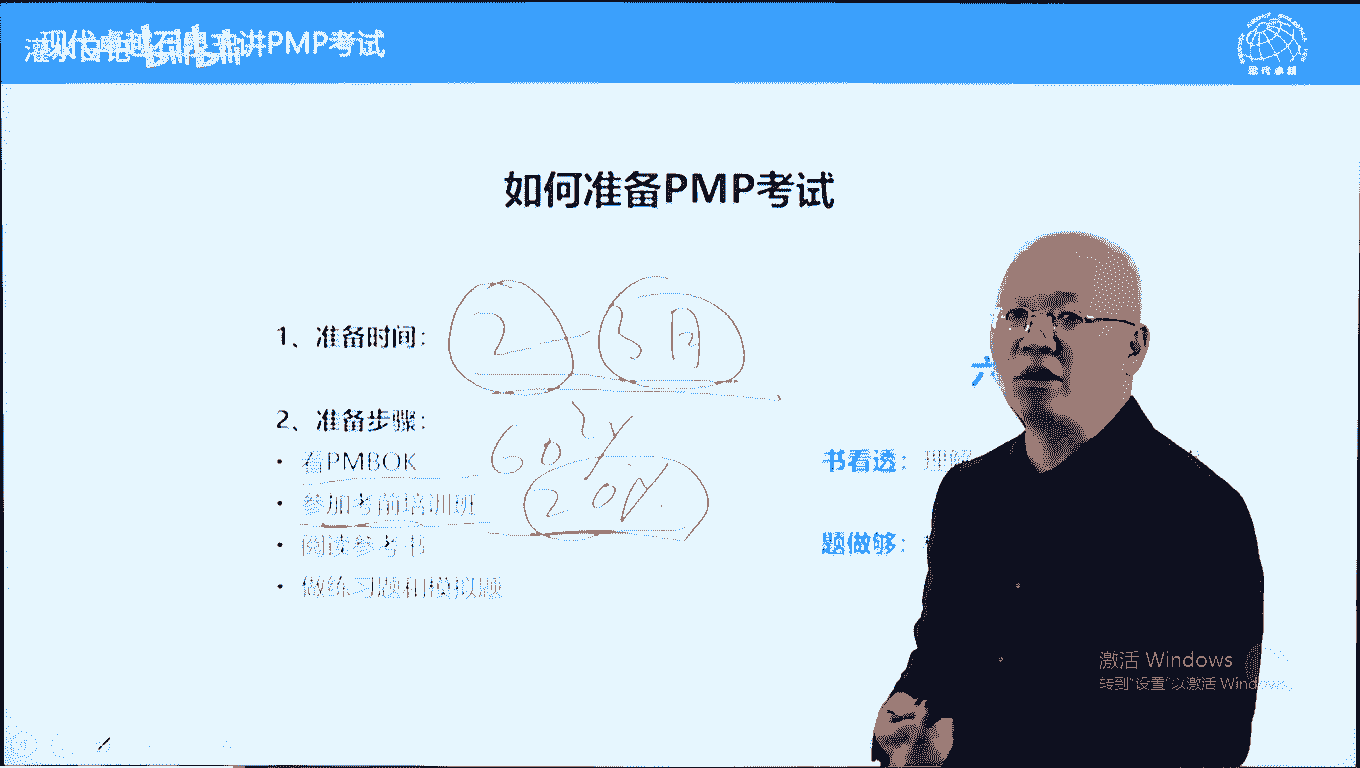 讲PMP考试
现代卓越
如何准备PMP考试
1、准备时间：
2 3月
六
2、准备步骤：
• 看PMBOK
60%
书看透：理解
• 参加考前培训班
20%
• 阅读参考书
题做够：
• 做练习题和模拟题
激活 Windows
转到"设置"以激活 Windows。